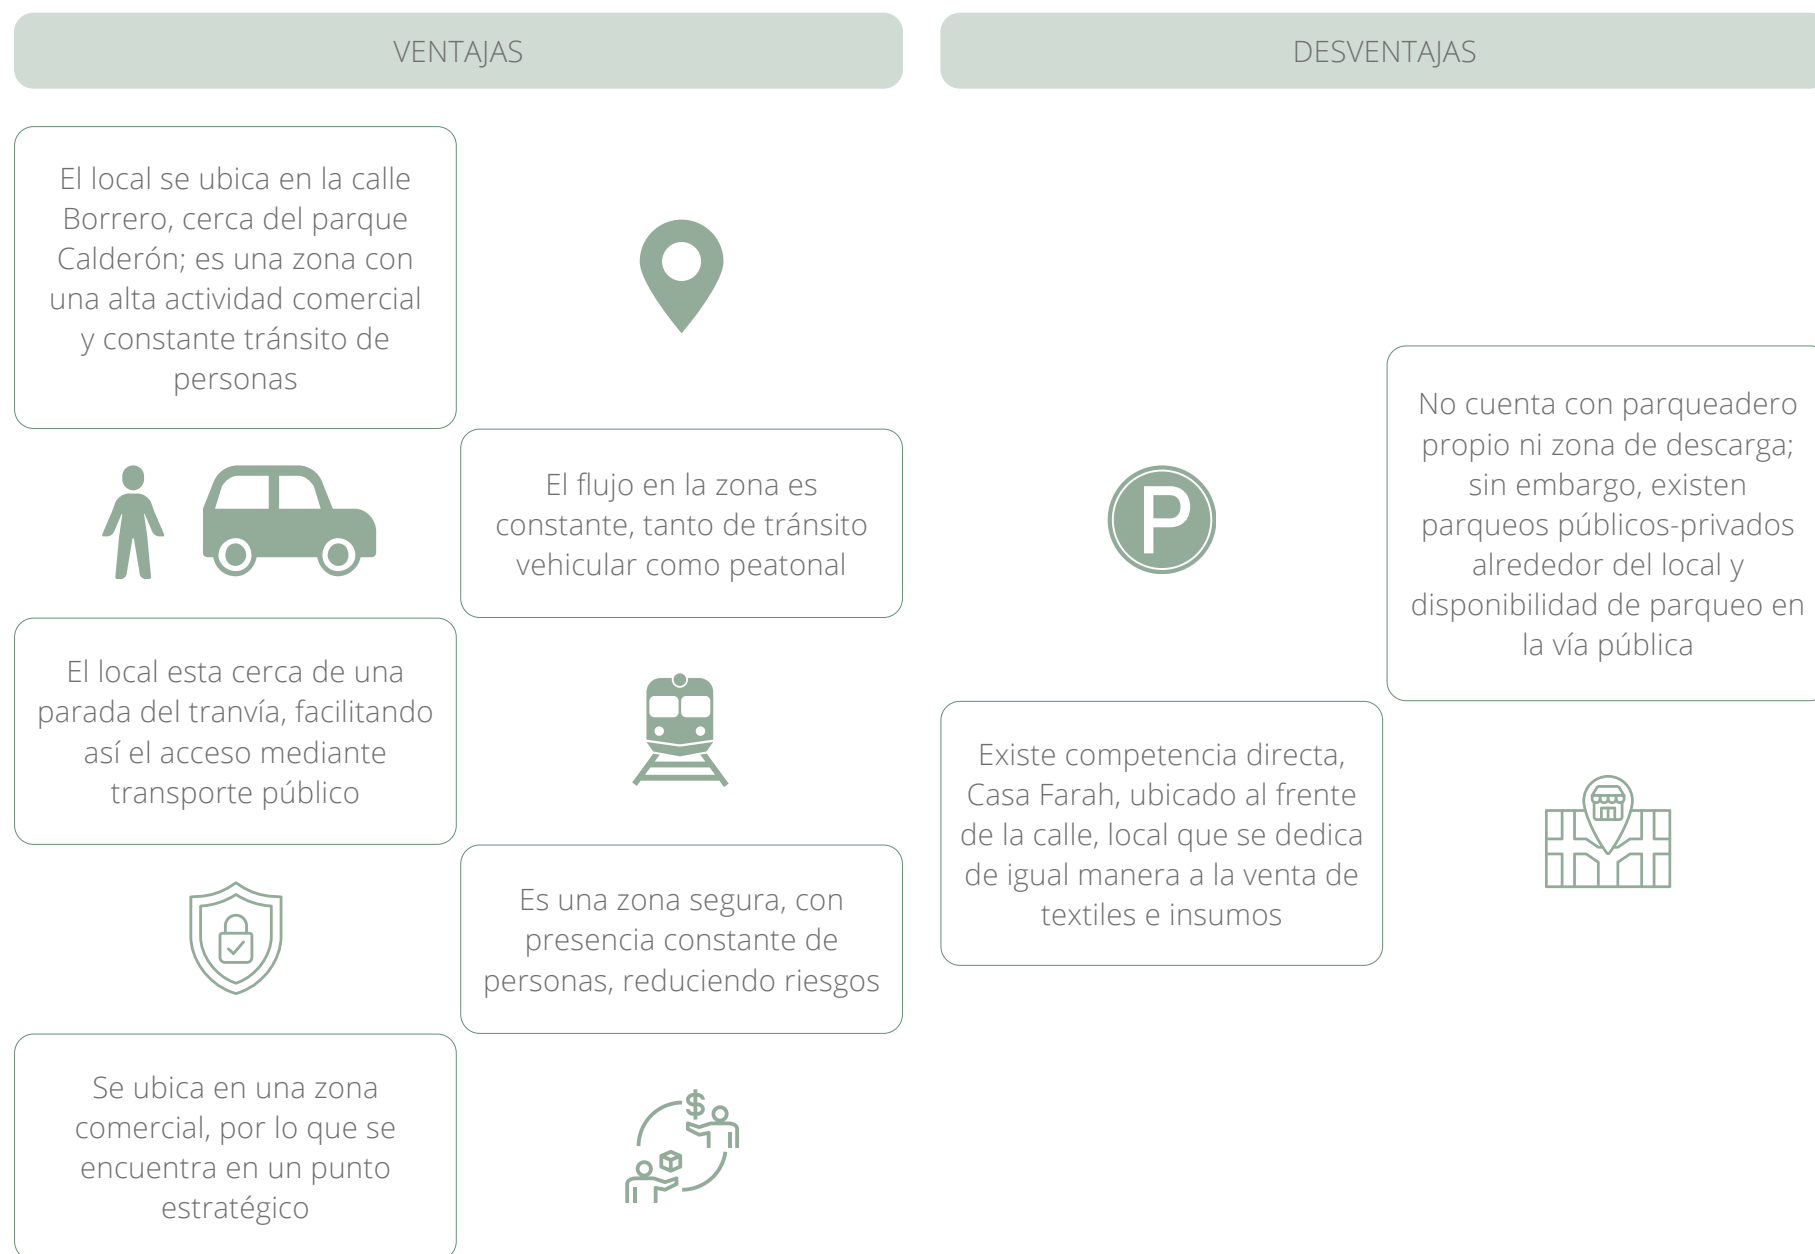 VENTAJAS
El local se ubica en la calle
Borrero, cerca del parque
Calderón; es una zona con
una alta actividad comercial
y constante tránsito de
personas
El flujo en la zona es
constante, tanto de tránsito
vehicular como peatonal
El local esta cerca de una
parada del tranvía, facilitando
así el acceso mediante
transporte público
Es una zona segura, con
presencia constante de
personas, reduciendo riesgos
Se ubica en una zona
comercial, por lo que se
encuentra en un punto
estratégico
$
DESVENTAJAS
P
No cuenta con parqueadero
propio ni zona de descarga;
sin embargo, existen
parqueos públicos-privados
alrededor del local y
disponibilidad de parqueo en
la vía pública
Existe competencia directa,
Casa Farah, ubicado al frente
de la calle, local que se dedica
de igual manera a la venta de
textiles e insumos